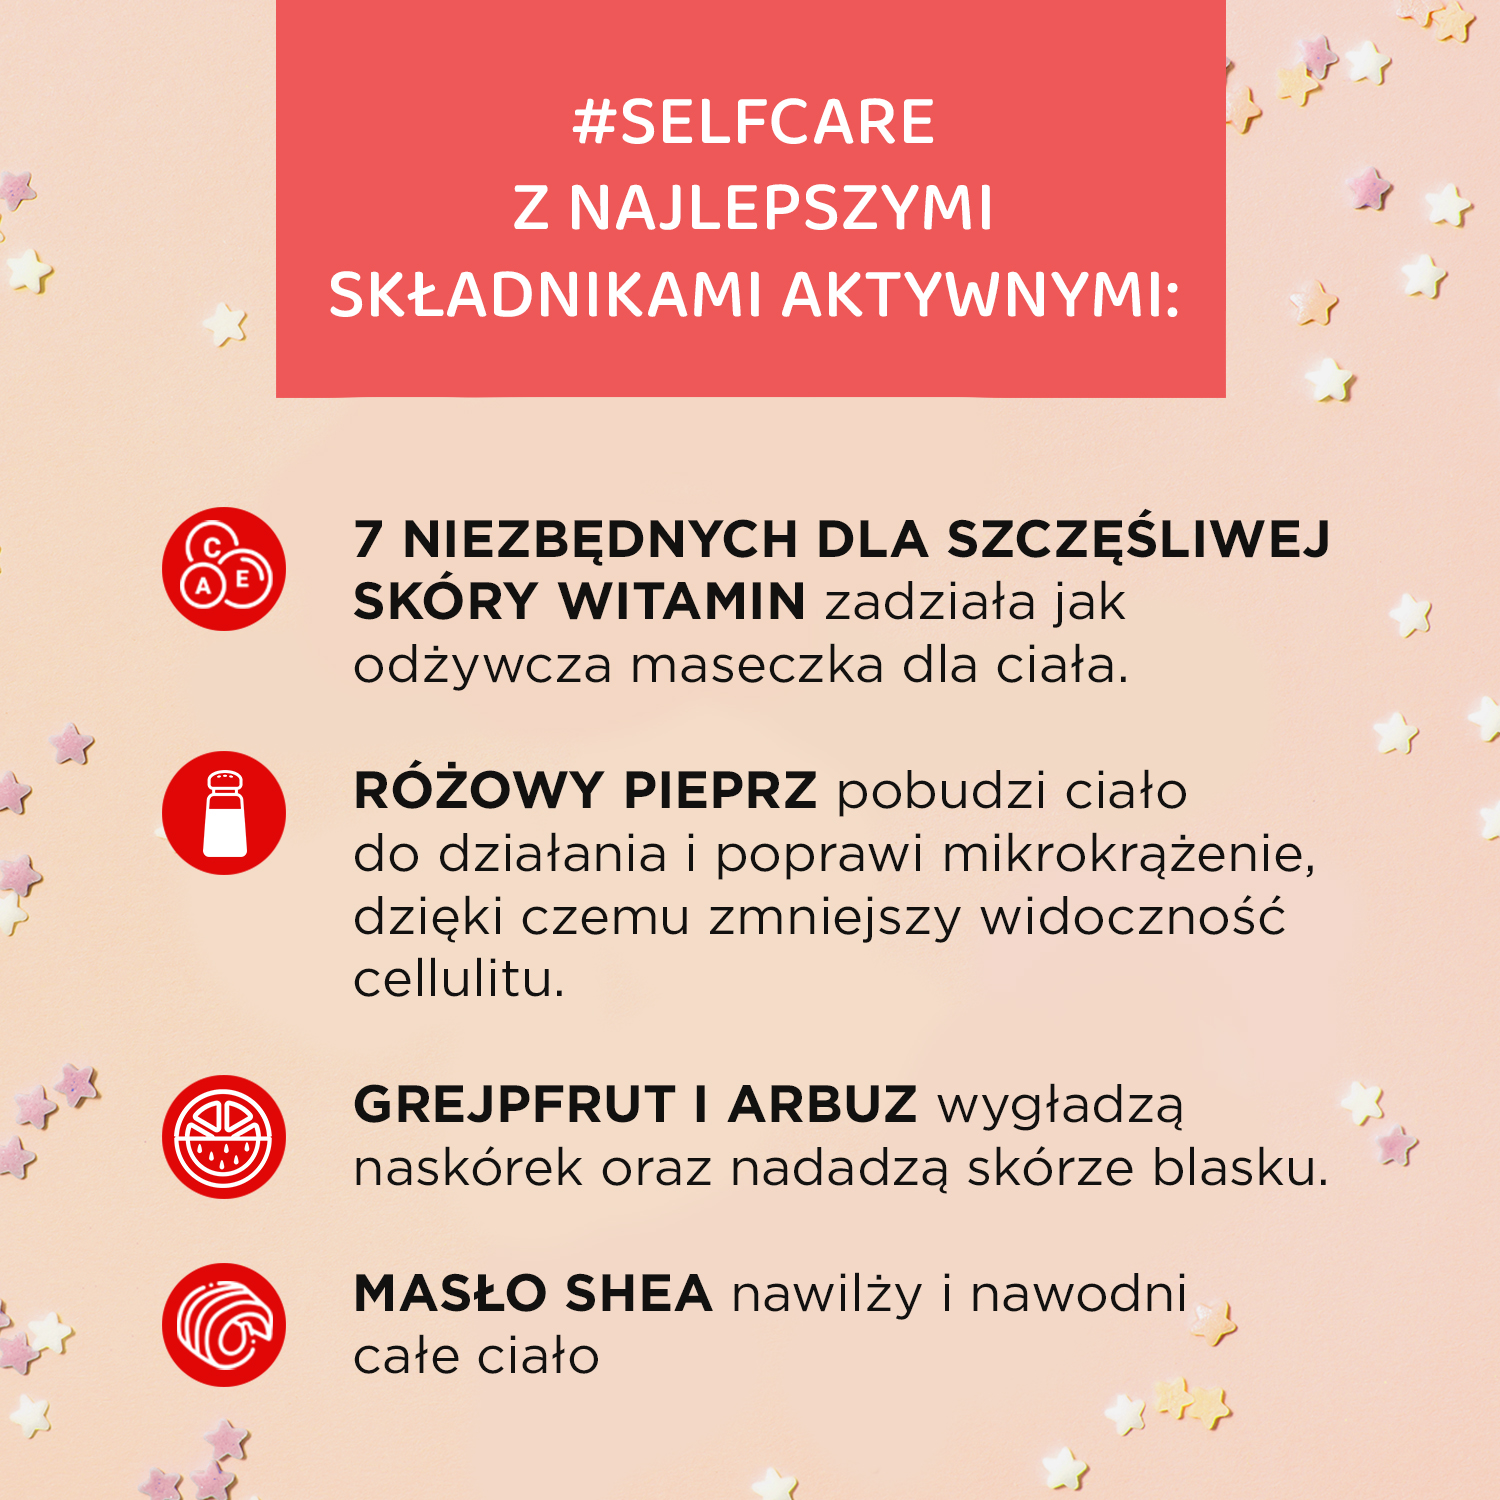 #SELFCARE
Z NAJLEPSZYMI
SKŁADNIKAMI AKTYWNYMI:
C
A E
7 NIEZBĘDNYCH DLA SZCZĘŚLIWEJ
SKÓRY WITAMIN zadziała jak
odżywcza maseczka dla ciała.
RÓŻOWY PIEPRZ pobudzi ciało
do działania i poprawi mikrokrążenie,
dzięki czemu zmniejszy widoczność
cellulitu.
GREJPFRUT I ARBUZ wygładzą
naskórek oraz nadadzą skórze blasku.
MASŁO SHEA nawilży i nawodni
całe ciało